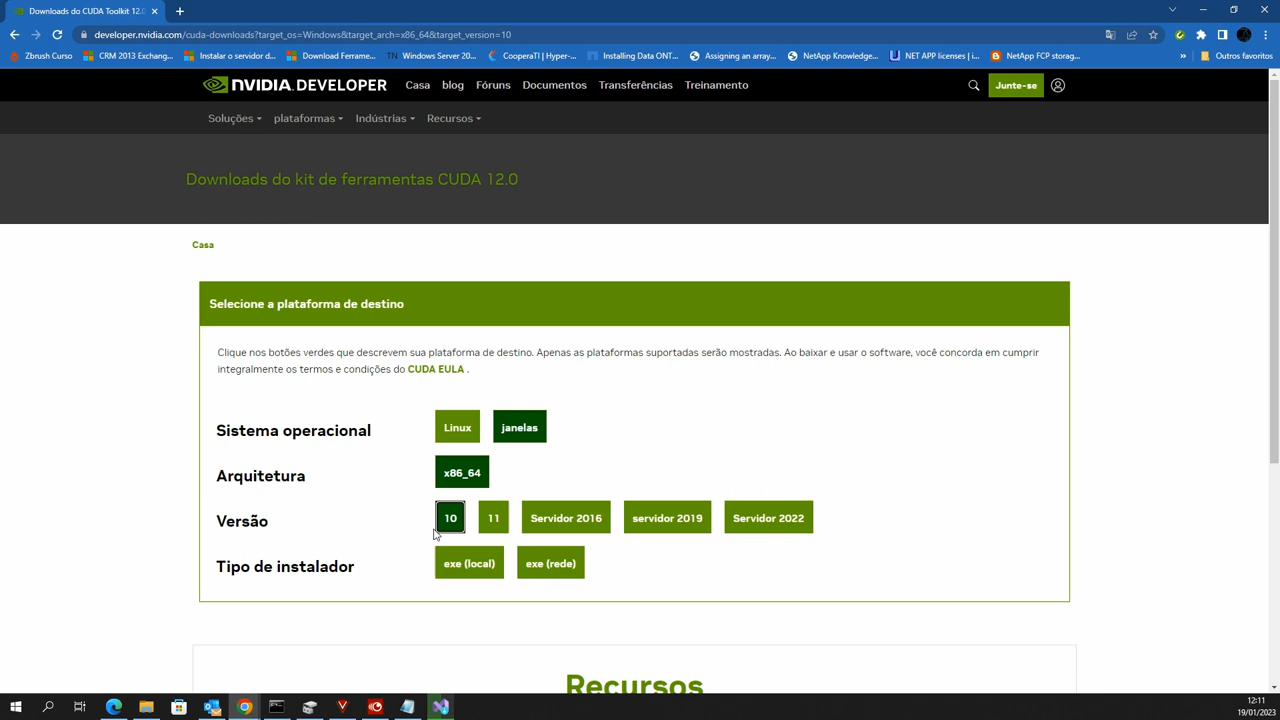 Downloads do CUDA Toolkit 12.0
developer.nvidia.com/cuda-downloads?target_os=Windows&target_arch=x86_64&target_version=10
Zbrush Curso
CRM 2013 Exchang...
Instalar o servidor d...
Download Ferrame...
Windows Server 20...
CooperaTI | Hyper-...
Installing Data ONT...
Assigning an array...
NetApp Knowledge...
NET APP licenses | i...
NetApp FCP storag...
»
Outros favoritos
NVIDIA.DEVELOPER
Casa
blog
Fóruns
Documentos
Transferências
Treinamento
Junte-se
Soluções
plataformas
Indústrias
Recursos
Downloads do kit de ferramentas CUDA 12.0
Casa
Selecione a plataforma de destino
Clique nos botões verdes que descrevem sua plataforma de destino. Apenas as plataformas suportadas serão mostradas. Ao baixar e usar o software, você concorda em cumprir
integralmente os termos e condições do CUDA EULA .
Sistema operacional
Linux
janelas
Arquitetura
x86_64
Versão
10
11
Servidor 2016
servidor 2019
Servidor 2022
Tipo de instalador
exe (local)
exe (rede)
Recursos
12:11
19/01/2023